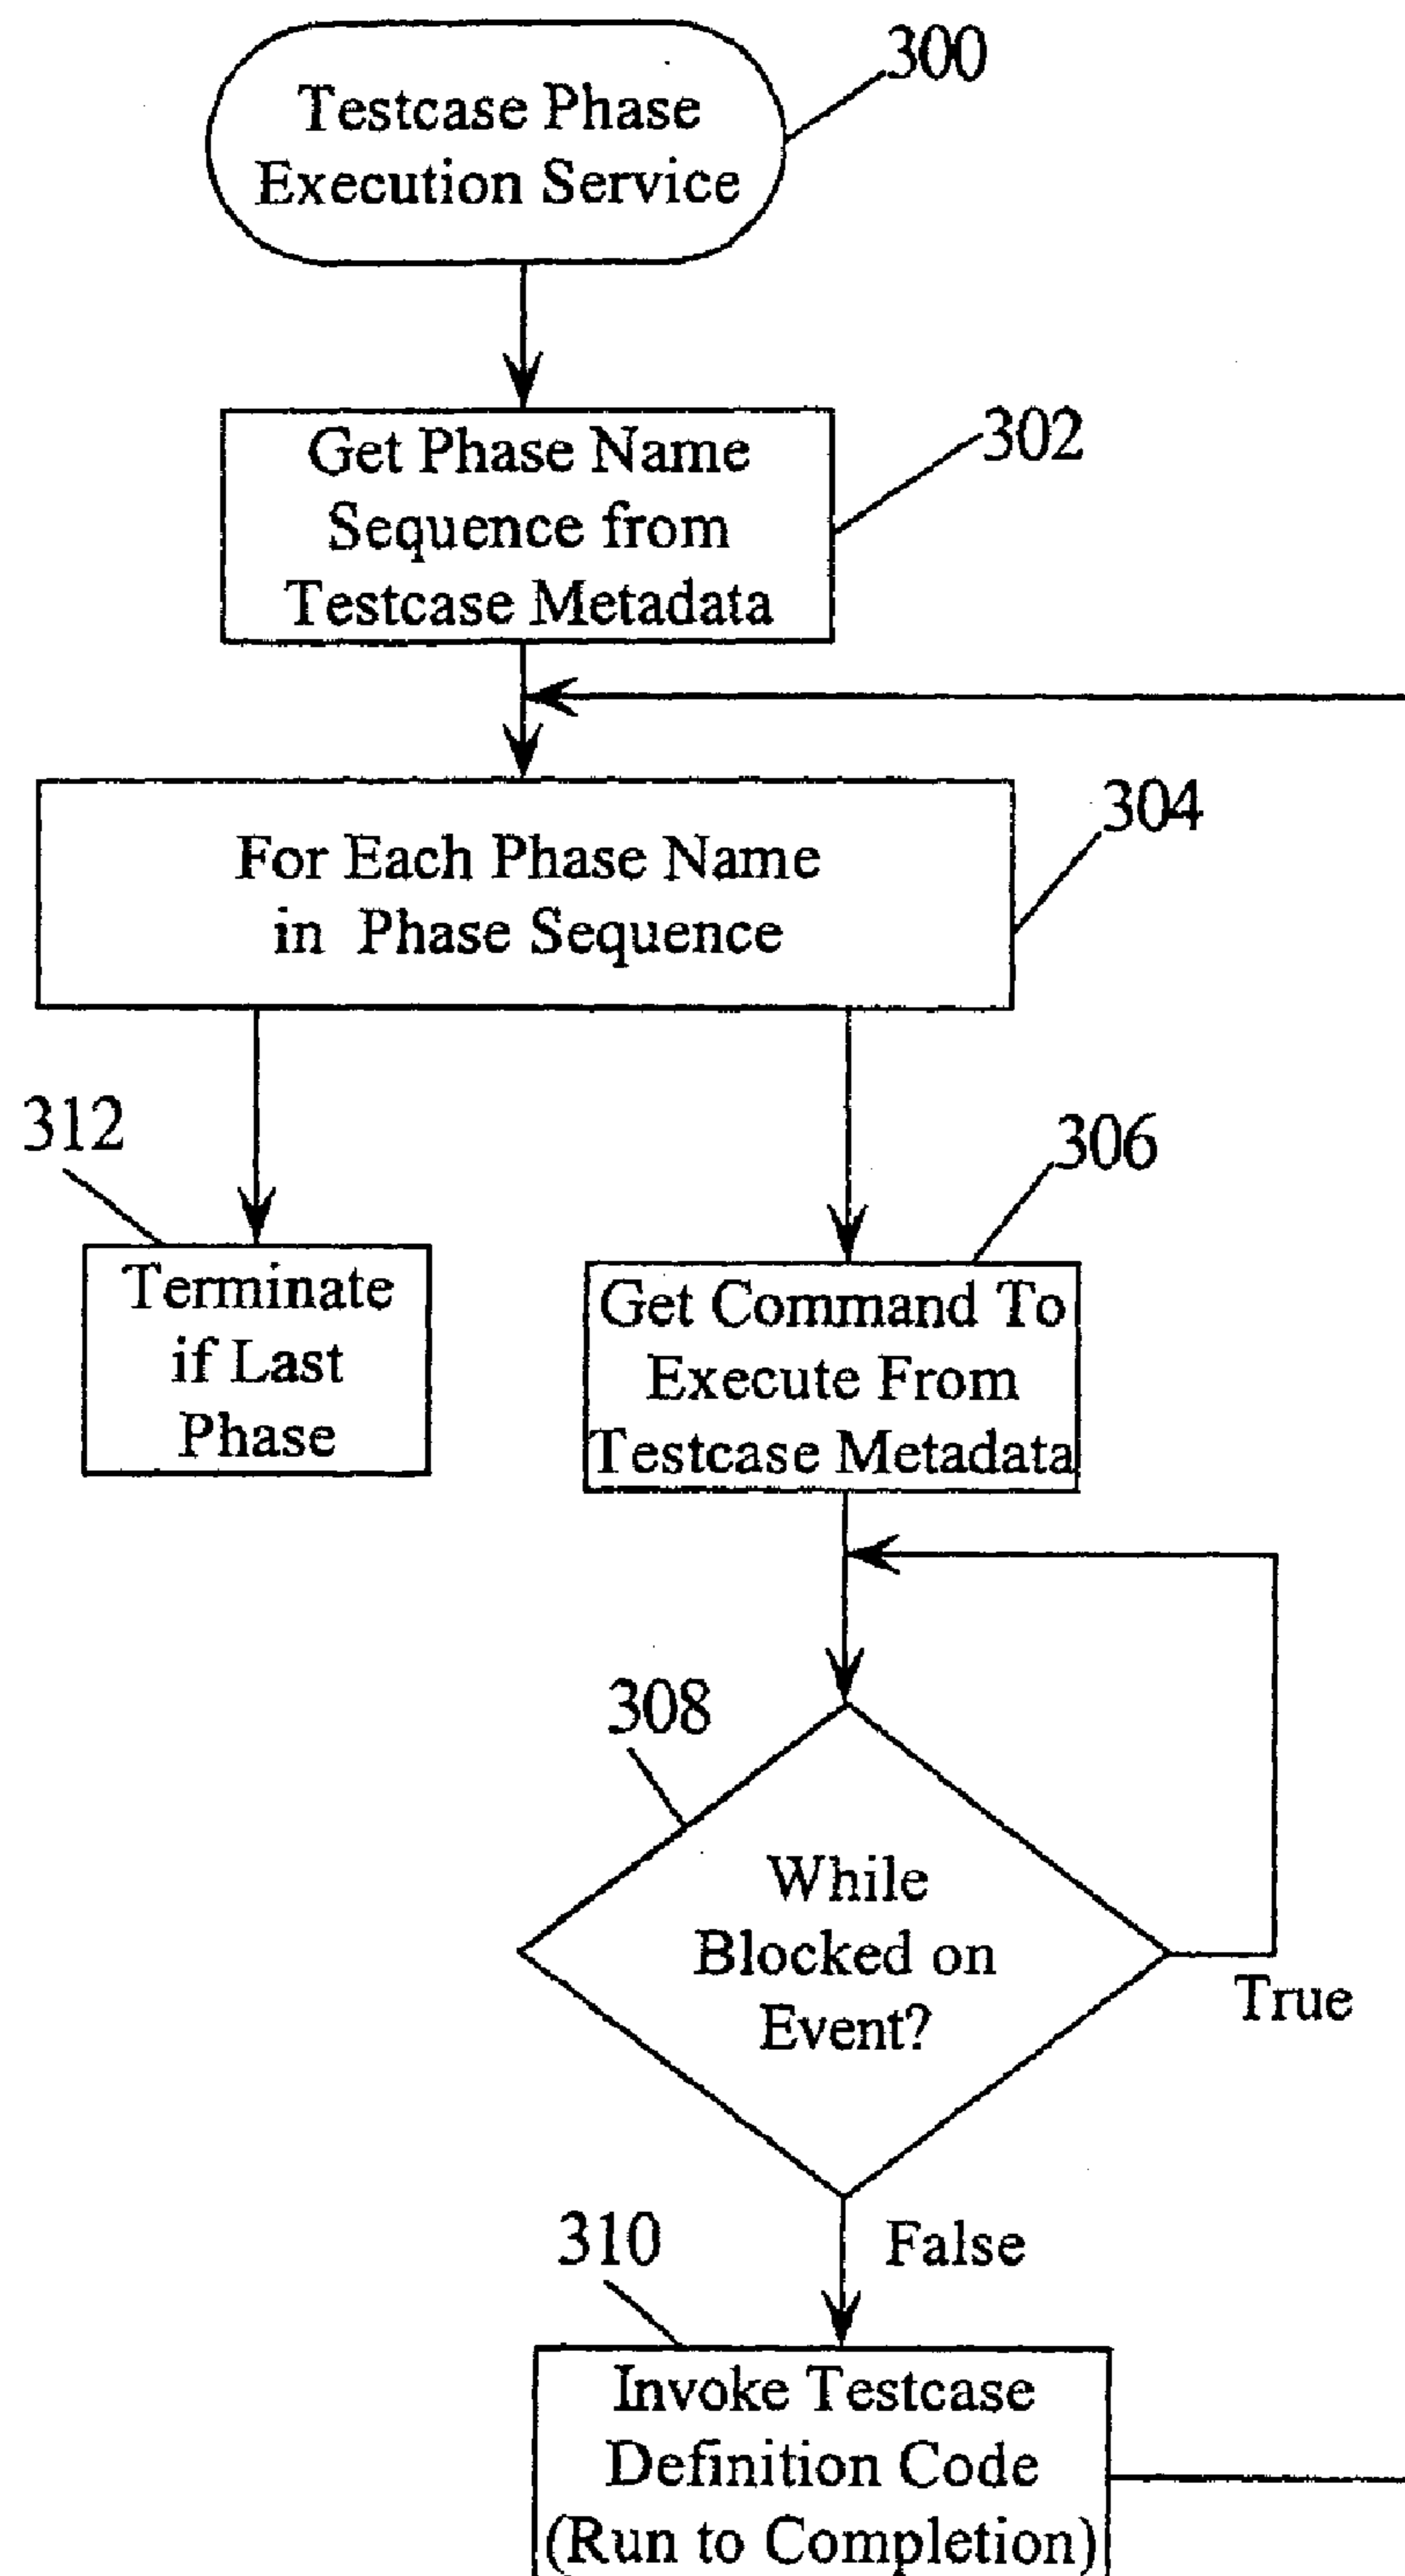 300
Testcase Phase
Execution Service
302
Get Phase Name
Sequence from
Testcase Metadata
304
For Each Phase Name
in Phase Sequence
312
Terminate
if Last
Phase
306
Get Command To
Execute From
Testcase Metadata
308
While
Blocked on
Event?
True
False
310
Invoke Testcase
Definition Code
(Run to Completion)